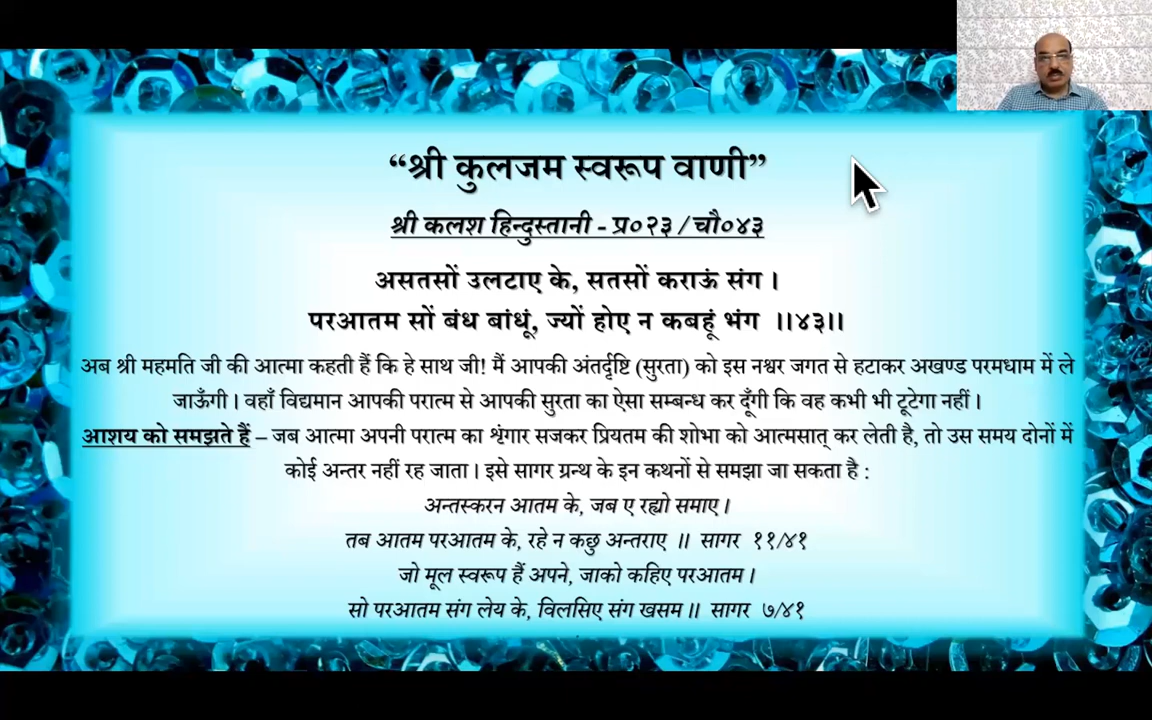 “श्री कुलजम स्वरूप वाणी”
श्री कलश हिन्दुस्तानी - प्र०२३ / चौ०४३
असतसों उलटाए के, सतसों कराऊं संग ।
परआतम सों बंध बांधूं, ज्यों होए न कबहूं भंग ।।४३।।
अब श्री महमति जी की आत्मा कहती हैं कि हे साथ जी! मैं आपकी अंतर्दृष्टि (सुरता) को इस नश्वर जगत से हटाकर अखण्ड परमधाम में ले
जाऊँगी । वहाँ विद्यमान आपकी परात्म से आपकी सुरता का ऐसा सम्बन्ध कर दूँगी कि वह कभी भी टूटेगा नहीं ।
आशय को समझते हैं – जब आत्मा अपनी परात्म का शृंगार सजकर प्रियतम की शोभा को आत्मसात् कर लेती है, तो उस समय दोनों में
कोई अन्तर नहीं रह जाता । इसे सागर ग्रन्थ के इन कथनों से समझा जा सकता है :
अन्तस्करन आतम के, जब ए रह्यो समाए ।
तब आतम परआतम के, रहे न कछु अन्तराए ।। सागर ११/४१
जो मूल स्वरूप हैं अपने, जाको कहिए परआतम ।
सो परआतम संग लेय के, विलसिए संग खसम ।। सागर ७/४१